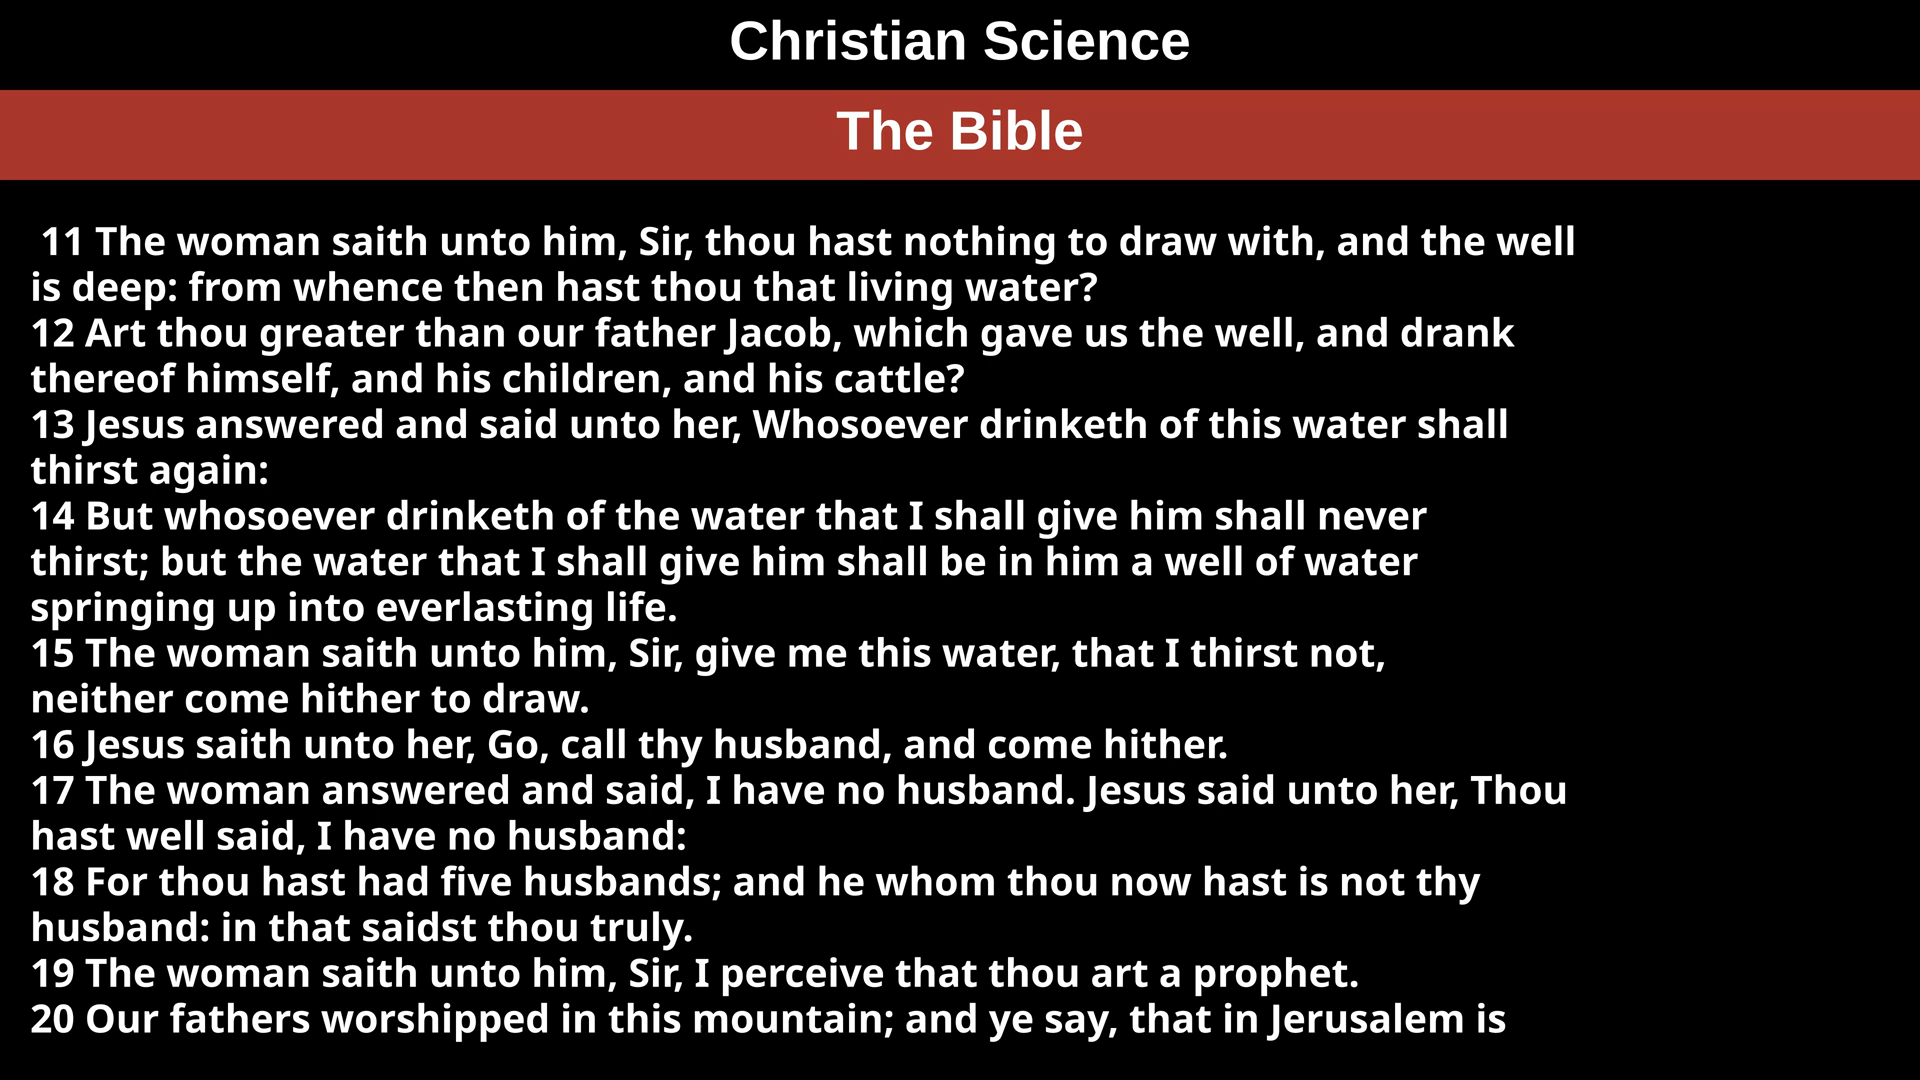 Christian Science
The Bible
11 The woman saith unto him, Sir, thou hast nothing to draw with, and the well
is deep: from whence then hast thou that living water?
12 Art thou greater than our father Jacob, which gave us the well, and drank
thereof himself, and his children, and his cattle?
13 Jesus answered and said unto her, Whosoever drinketh of this water shall
thirst again:
14 But whosoever drinketh of the water that I shall give him shall never
thirst; but the water that I shall give him shall be in him a well of water
springing up into everlasting life.
15 The woman saith unto him, Sir, give me this water, that I thirst not,
neither come hither to draw.
16 Jesus saith unto her, Go, call thy husband, and come hither.
17 The woman answered and said, I have no husband. Jesus said unto her, Thou
hast well said, I have no husband:
18 For thou hast had five husbands; and he whom thou now hast is not thy
husband: in that saidst thou truly.
19 The woman saith unto him, Sir, I perceive that thou art a prophet.
20 Our fathers worshipped in this mountain; and ye say, that in Jerusalem is